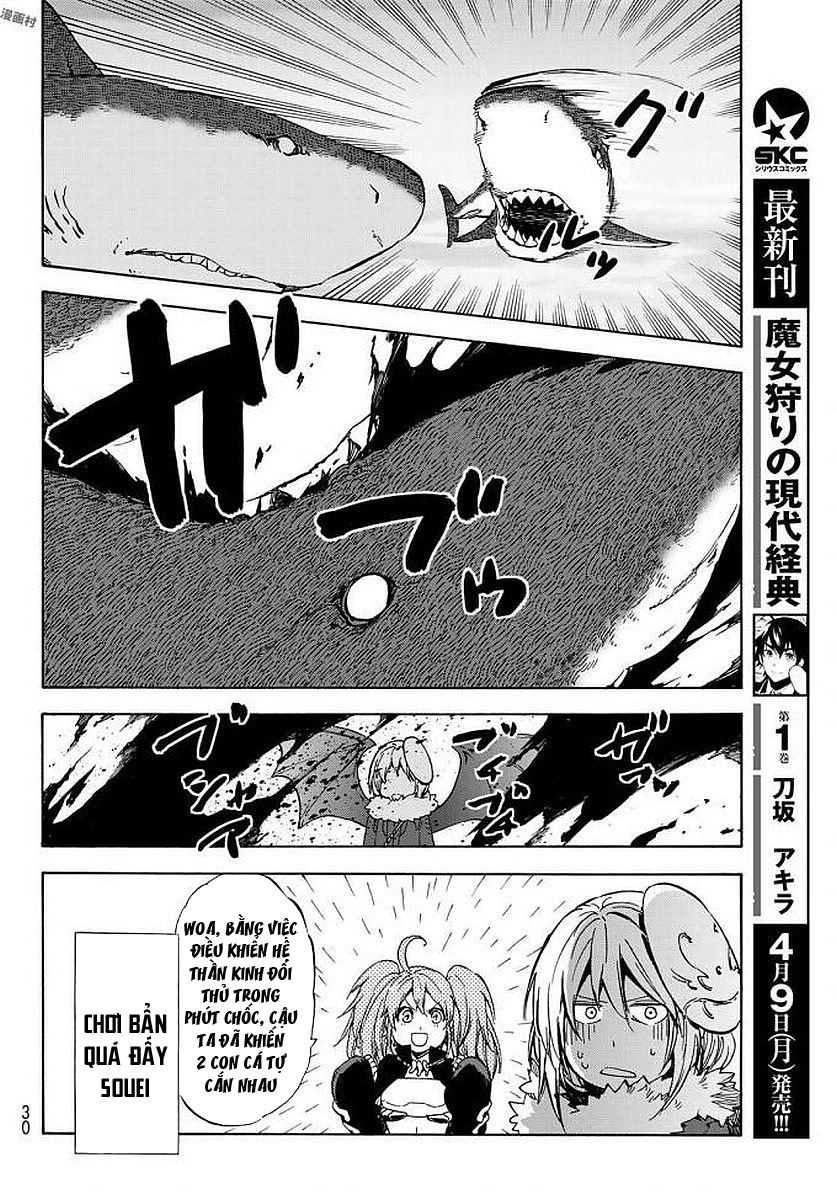 漫画村
グ
ルル
ガ
ブゥ
ブシャア
ブチブチ
ブシ
WOA, BẰNG VIỆC
ĐIỀU KHIỂN HỆ
THẦN KINH ĐỐI
THỦ TRONG
PHÚT CHỐC, CẬU
TA ĐÃ KHIẾN
2 CON CÁ TỰ
CẮN NHAU
CHƠI BẨN
QUÁ ĐẤY
SOUEI
30
SKC
シリウスコミックス
最新刊
魔女狩りの現代経典
第1巻
刀坂 アキラ
4月9日(月)発売!!!